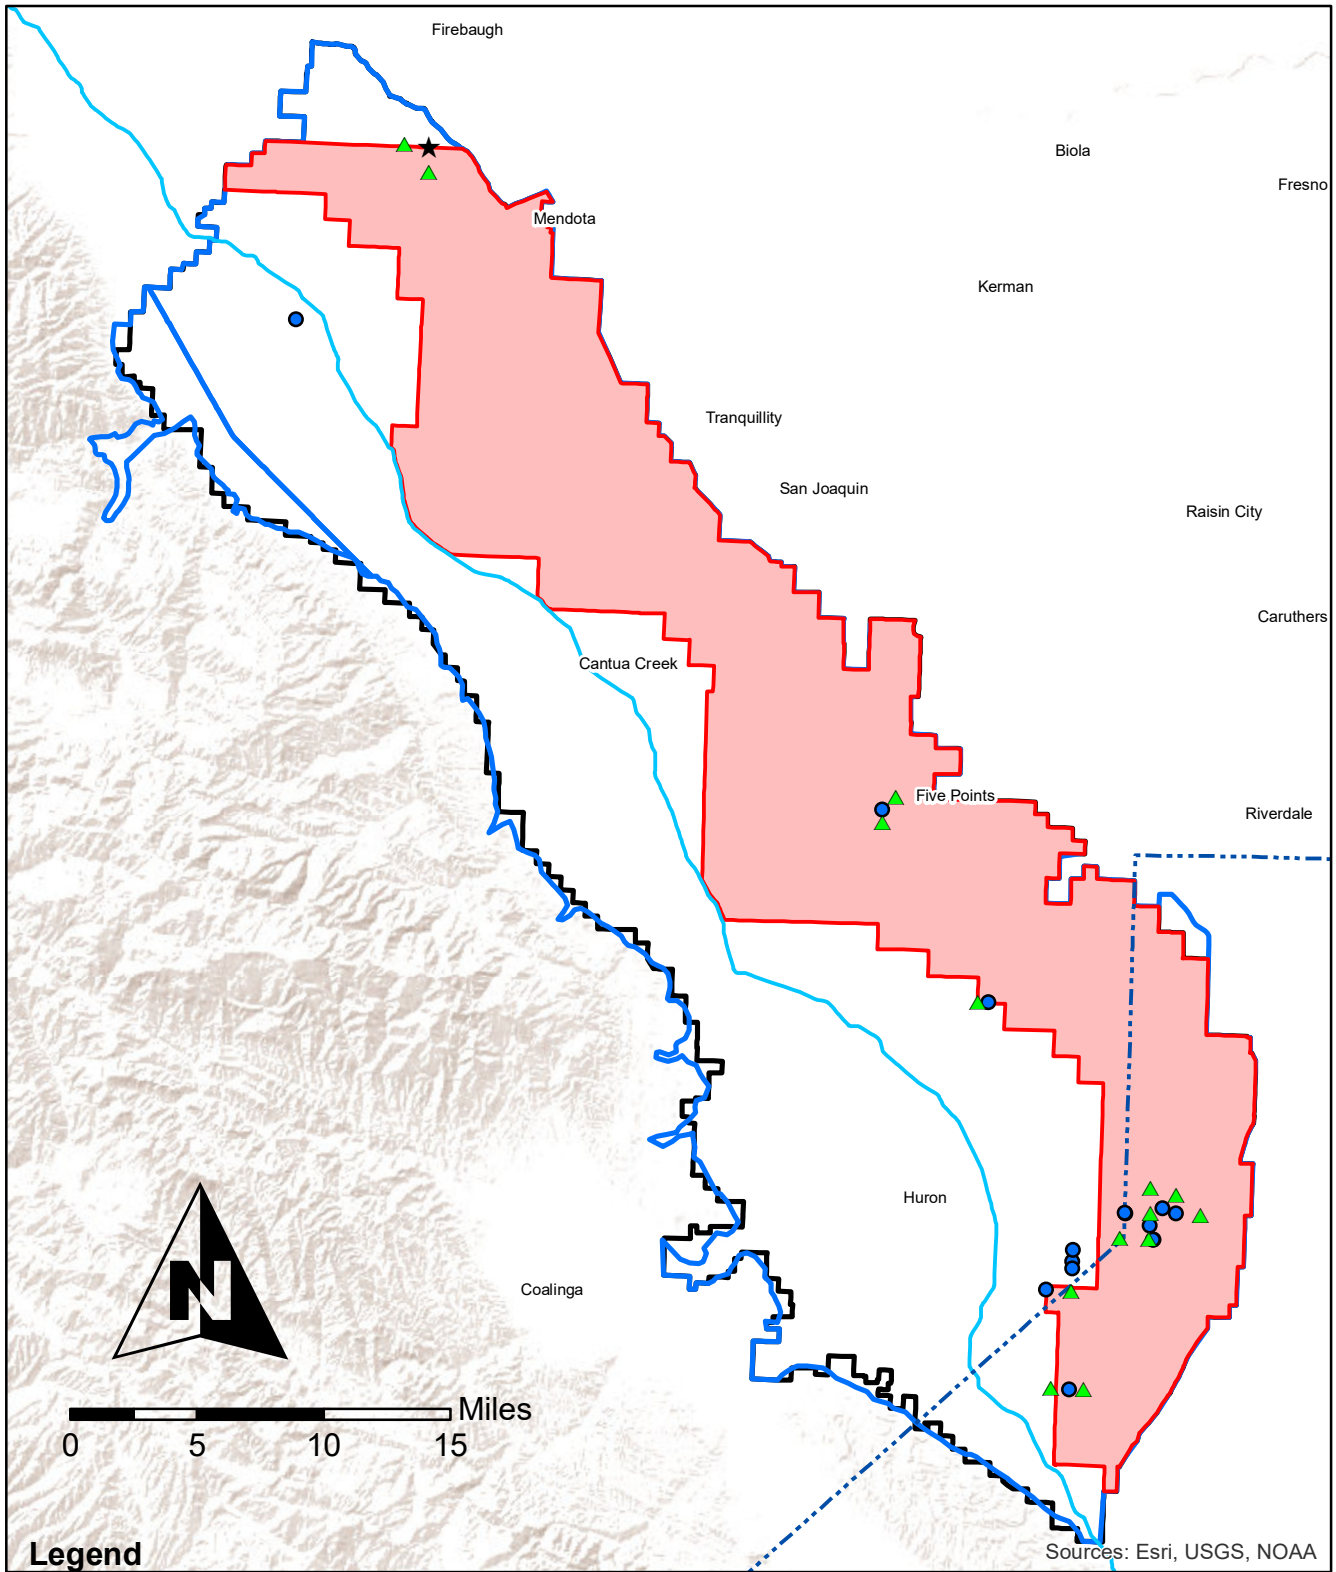 Firebaugh
Biola
Fresno
Mendota
Kerman
Tranquillity
San Joaquin
Raisin City
Caruthers
Cantua Creek
Five Points
Riverdale
Huron
Coalinga
N
Miles
0 5 10 15
Legend
Sources: Esri, USGS, NOAA